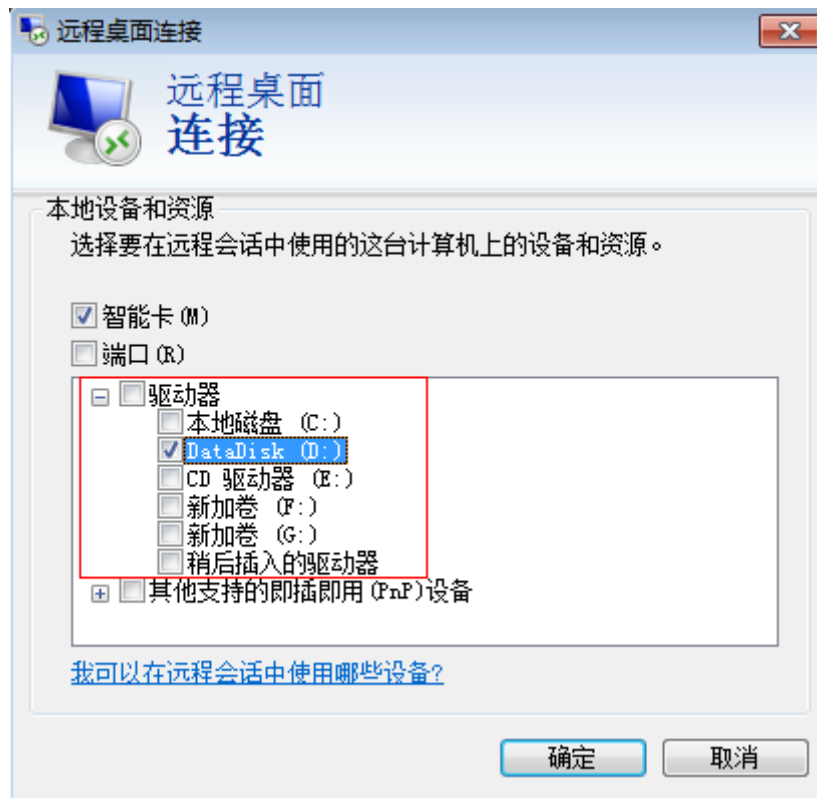 远程桌面连接
远程桌面
连接
本地设备和资源
选择要在远程会话中使用的这台计算机上的设备和资源。
智能卡(M)
端口(R)
驱动器
本地磁盘 (C:)
DataDisk (D:)
CD 驱动器 (E:)
新加卷 (F:)
新加卷 (G:)
稍后插入的驱动器
其他支持的即插即用(PnP)设备
我可以在远程会话中使用哪些设备?
确定 取消